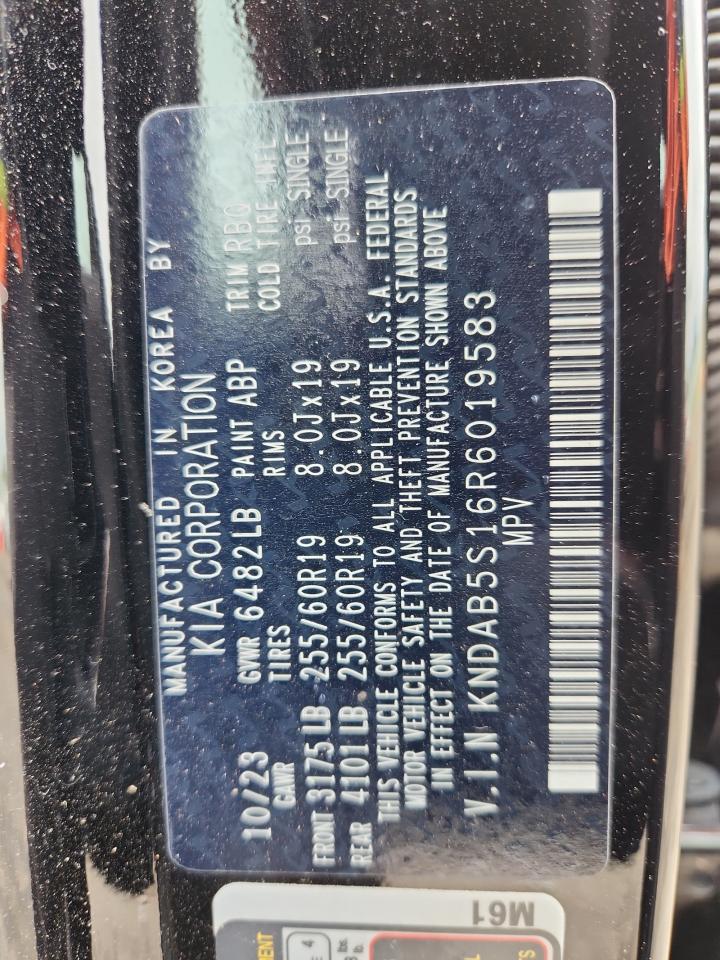 MANUFACTURED IN KOREA BY
KIA CORPORATION
10/23 GVWR 6482LB PAINT ABP TRIM RBQ
GAWR TIRES RIMS COLD TIRE INFL
FRONT 3175LB 255/60R19 8.0Jx19 psi SINGLE
REAR 4101LB 255/60R19 8.0Jx19 psi SINGLE
THIS VEHICLE CONFORMS TO ALL APPLICABLE U.S.A. FEDERAL
MOTOR VEHICLE SAFETY AND THEFT PREVENTION STANDARDS
IN EFFECT ON THE DATE OF MANUFACTURE SHOWN ABOVE
V.I.N KNDAB5S16R6019583
MPV
M61